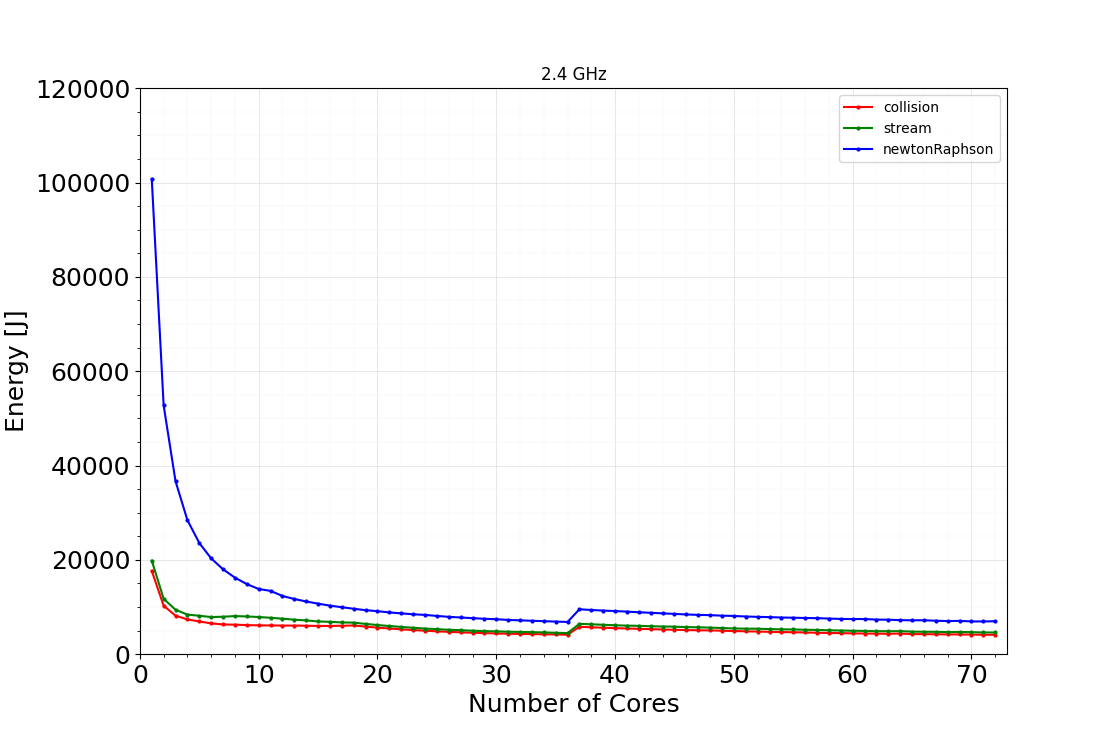 2.4 GHz
120000
100000
80000
60000
40000
20000
0
Energy [J]
collision
stream
newtonRaphson
0 10 20 30 40 50 60 70
Number of Cores